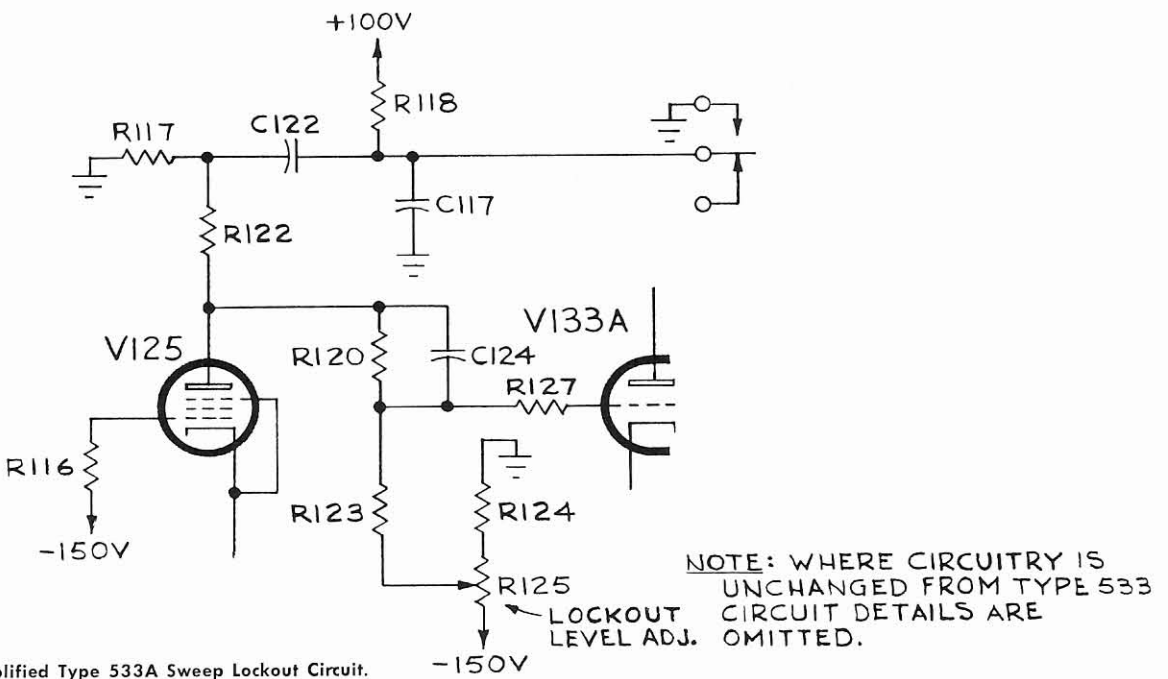 +100V
R118
R117
C122
C117
R122
V125
V133A
R120
C124
R127
R116
-150V
R123
R124
R125
LOCKOUT
LEVEL ADJ.
-150V
NOTE: WHERE CIRCUITRY IS
UNCHANGED FROM TYPE 533
CIRCUIT DETAILS ARE
OMITTED.
plified Type 533A Sweep Lockout Circuit.